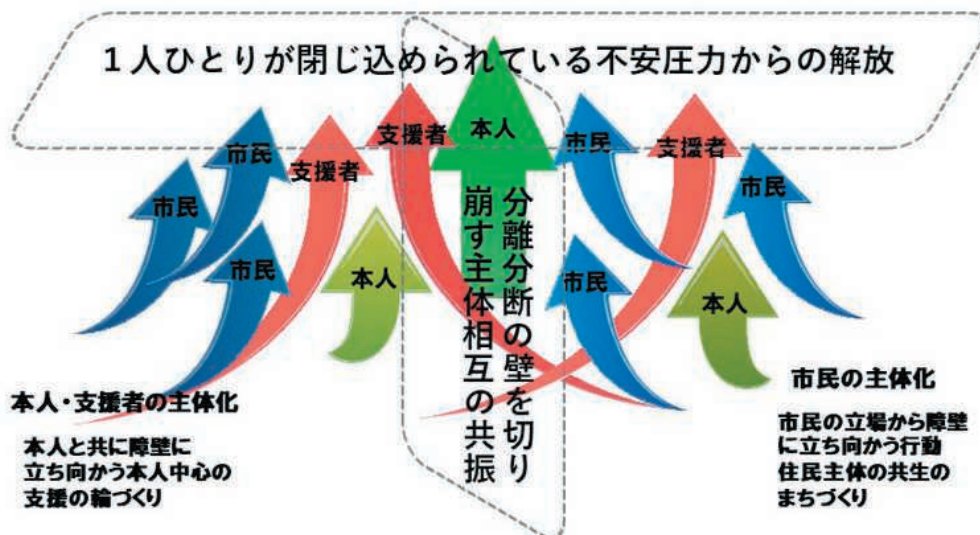 １人ひとりが閉じ込められている不安圧力からの解放
市民
市民
市民
支援者
支援者
本人
本人
分離分断の壁を切り
崩す主体相互の共振
市民
市民
支援者
市民
本人
本人・支援者の主体化
本人と共に障壁に
立ち向かう本人中心の
支援の輪づくり
市民の主体化
市民の立場から障壁
に立ち向かう行動
住民主体の共生の
まちづくり